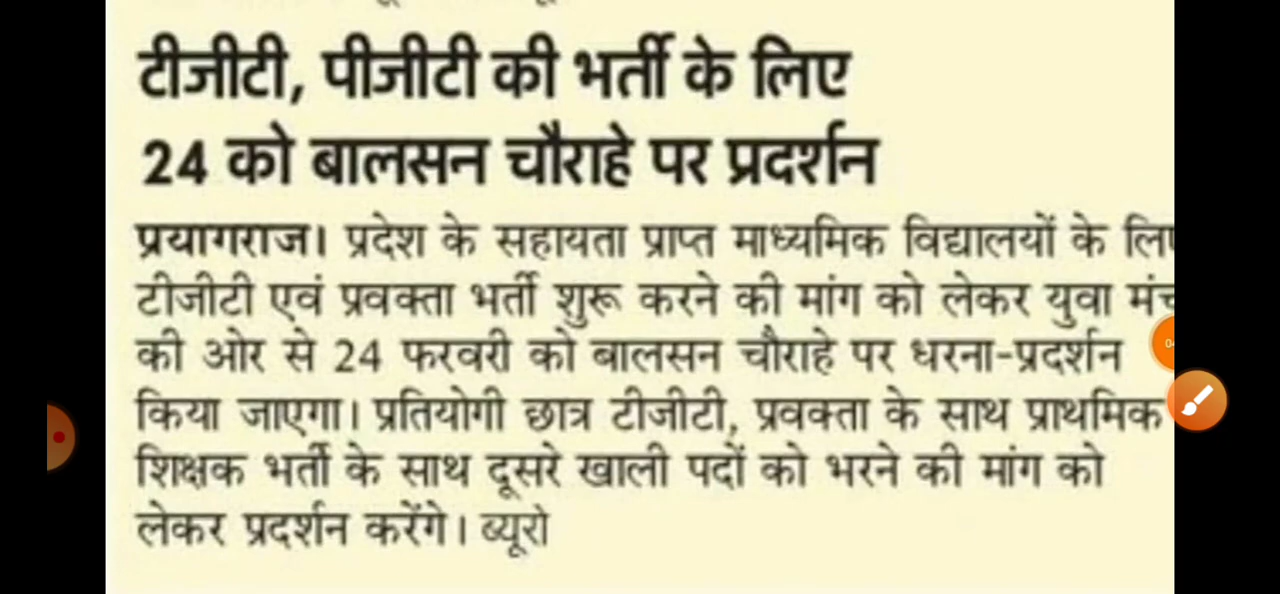 टीजीटी, पीजीटी की भर्ती के लिए
24 को बालसन चौराहे पर प्रदर्शन
प्रयागराज। प्रदेश के सहायता प्राप्त माध्यमिक विद्यालयों के लिए
टीजीटी एवं प्रवक्ता भर्ती शुरू करने की मांग को लेकर युवा मंच
की ओर से 24 फरवरी को बालसन चौराहे पर धरना-प्रदर्शन
किया जाएगा। प्रतियोगी छात्र टीजीटी, प्रवक्ता के साथ प्राथमिक
शिक्षक भर्ती के साथ दूसरे खाली पदों को भरने की मांग को
लेकर प्रदर्शन करेंगे। ब्यूरो